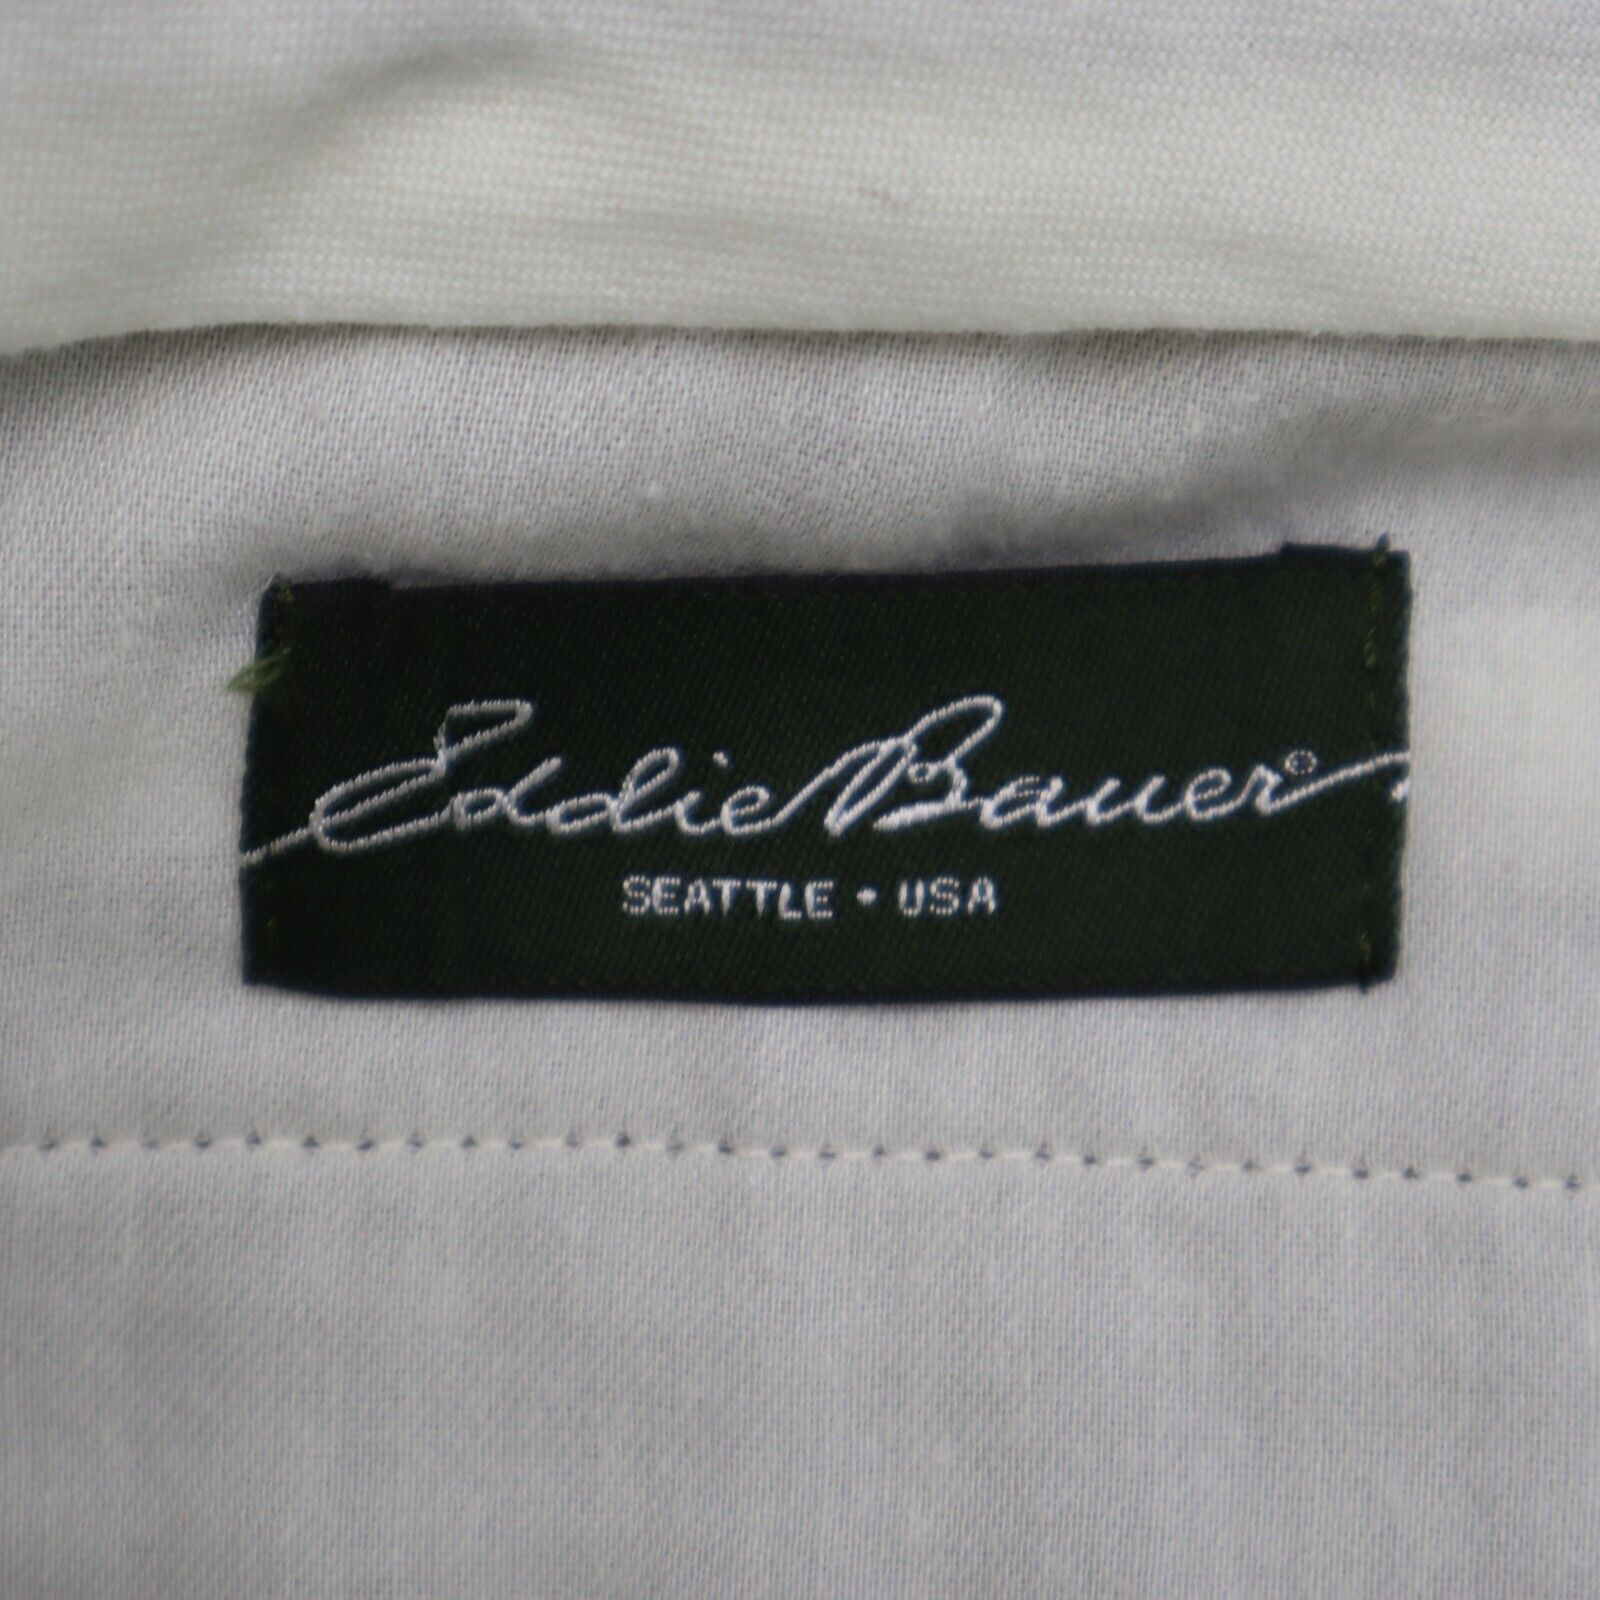 Eddie Bauer®
SEATTLE • USA